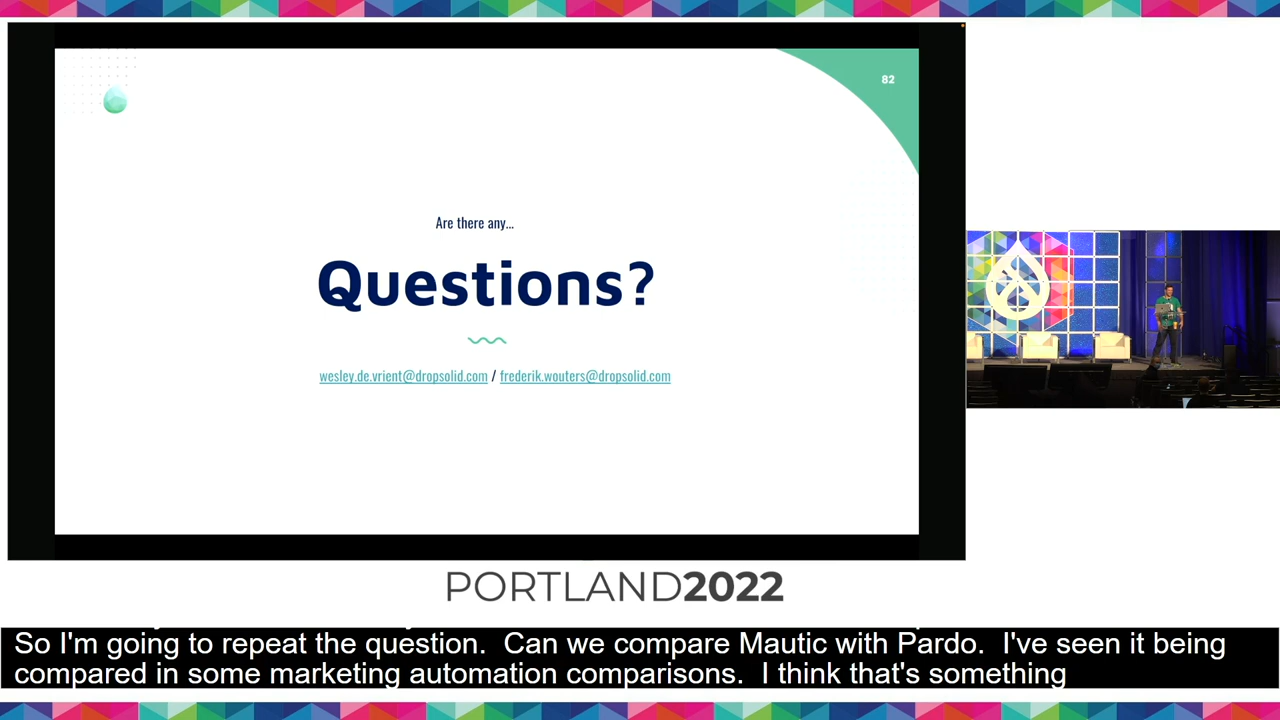 82
Are there any...
Questions?
wesley.de.vrient@dropsolid.com / frederik.wouters@dropsolid.com
PORTLAND2022
So I'm going to repeat the question.  Can we compare Mautic with Pardo.  I've seen it being
compared in some marketing automation comparisons.  I think that's something